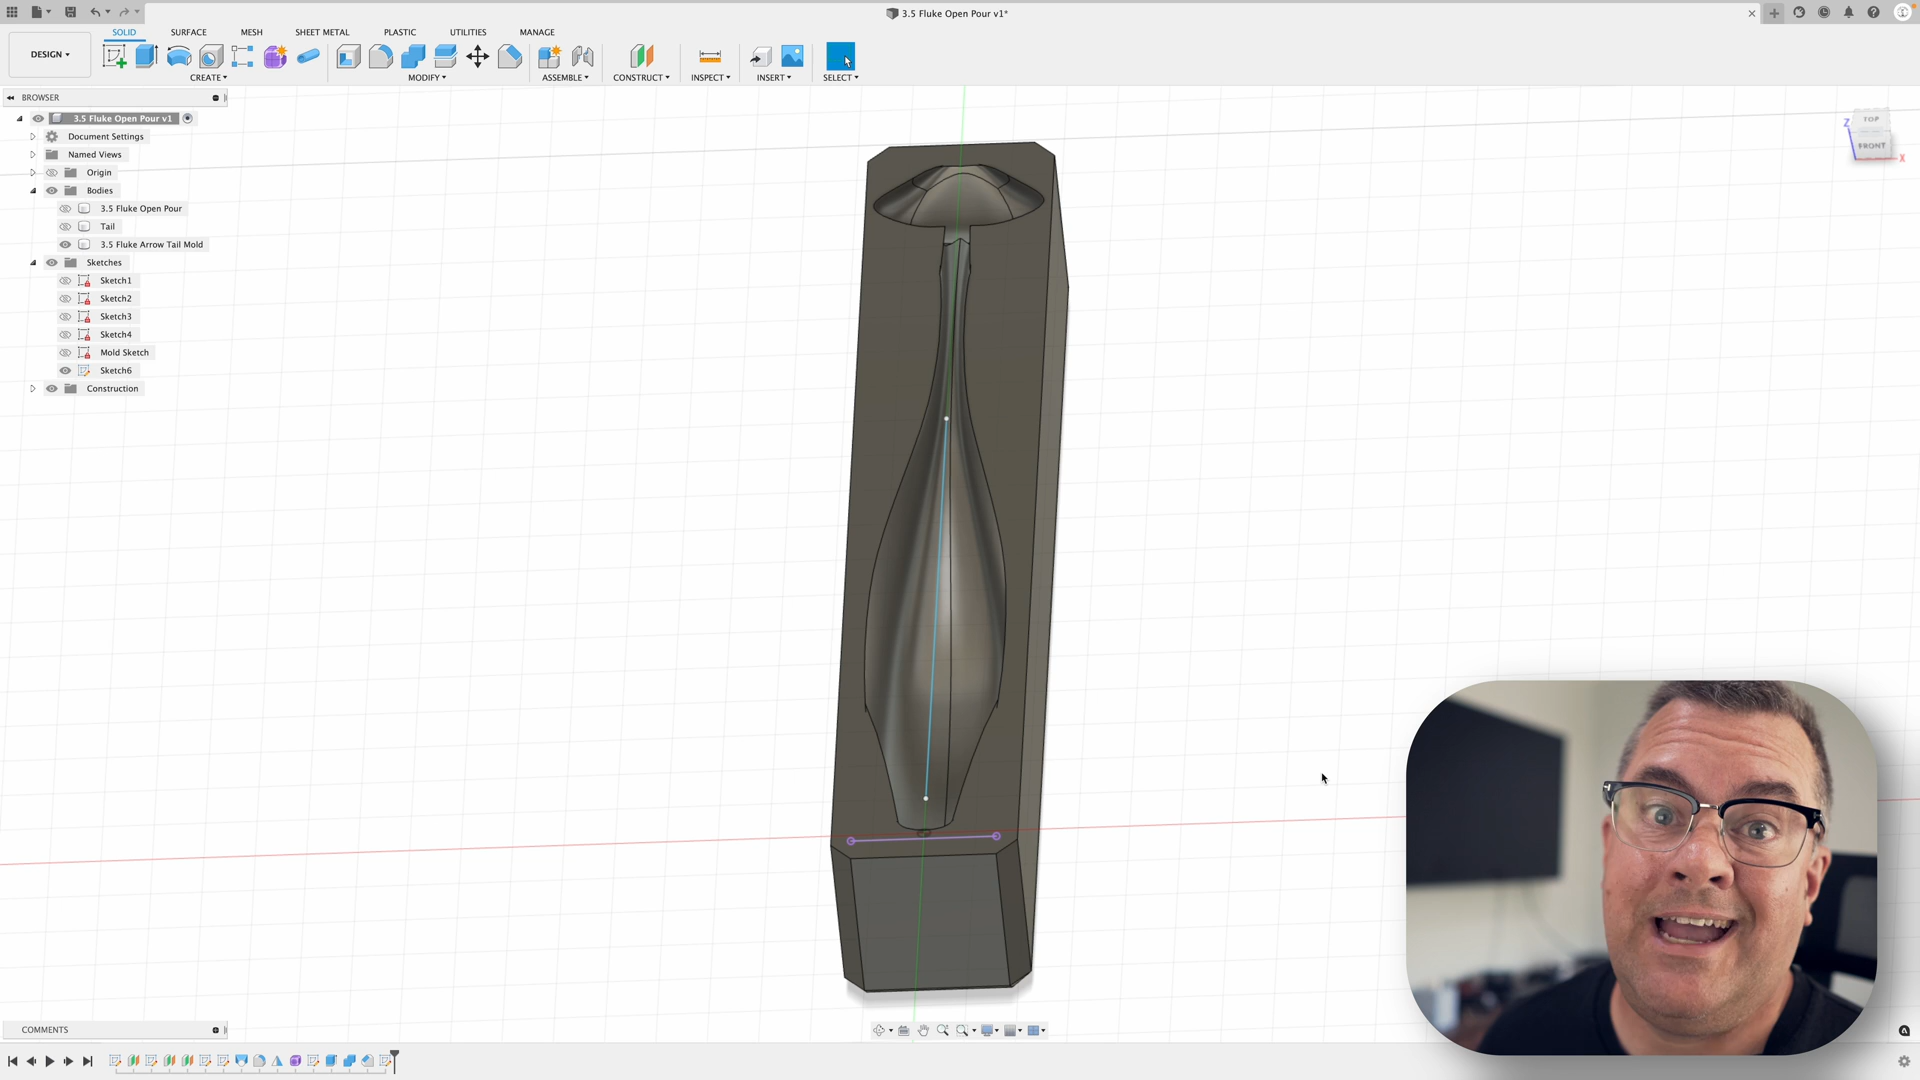 3.5 Fluke Open Pour v1*
SOLID SURFACE MESH SHEET METAL PLASTIC UTILITIES MANAGE
DESIGN
CREATE MODIFY ASSEMBLE CONSTRUCT INSPECT INSERT SELECT
BROWSER
3.5 Fluke Open Pour v1
Document Settings
Named Views
Origin
Bodies
3.5 Fluke Open Pour
Tail
3.5 Fluke Arrow Tail Mold
Sketches
Sketch1
Sketch2
Sketch3
Sketch4
Mold Sketch
Sketch6
Construction
TOP
Z
FRONT
X
COMMENTS